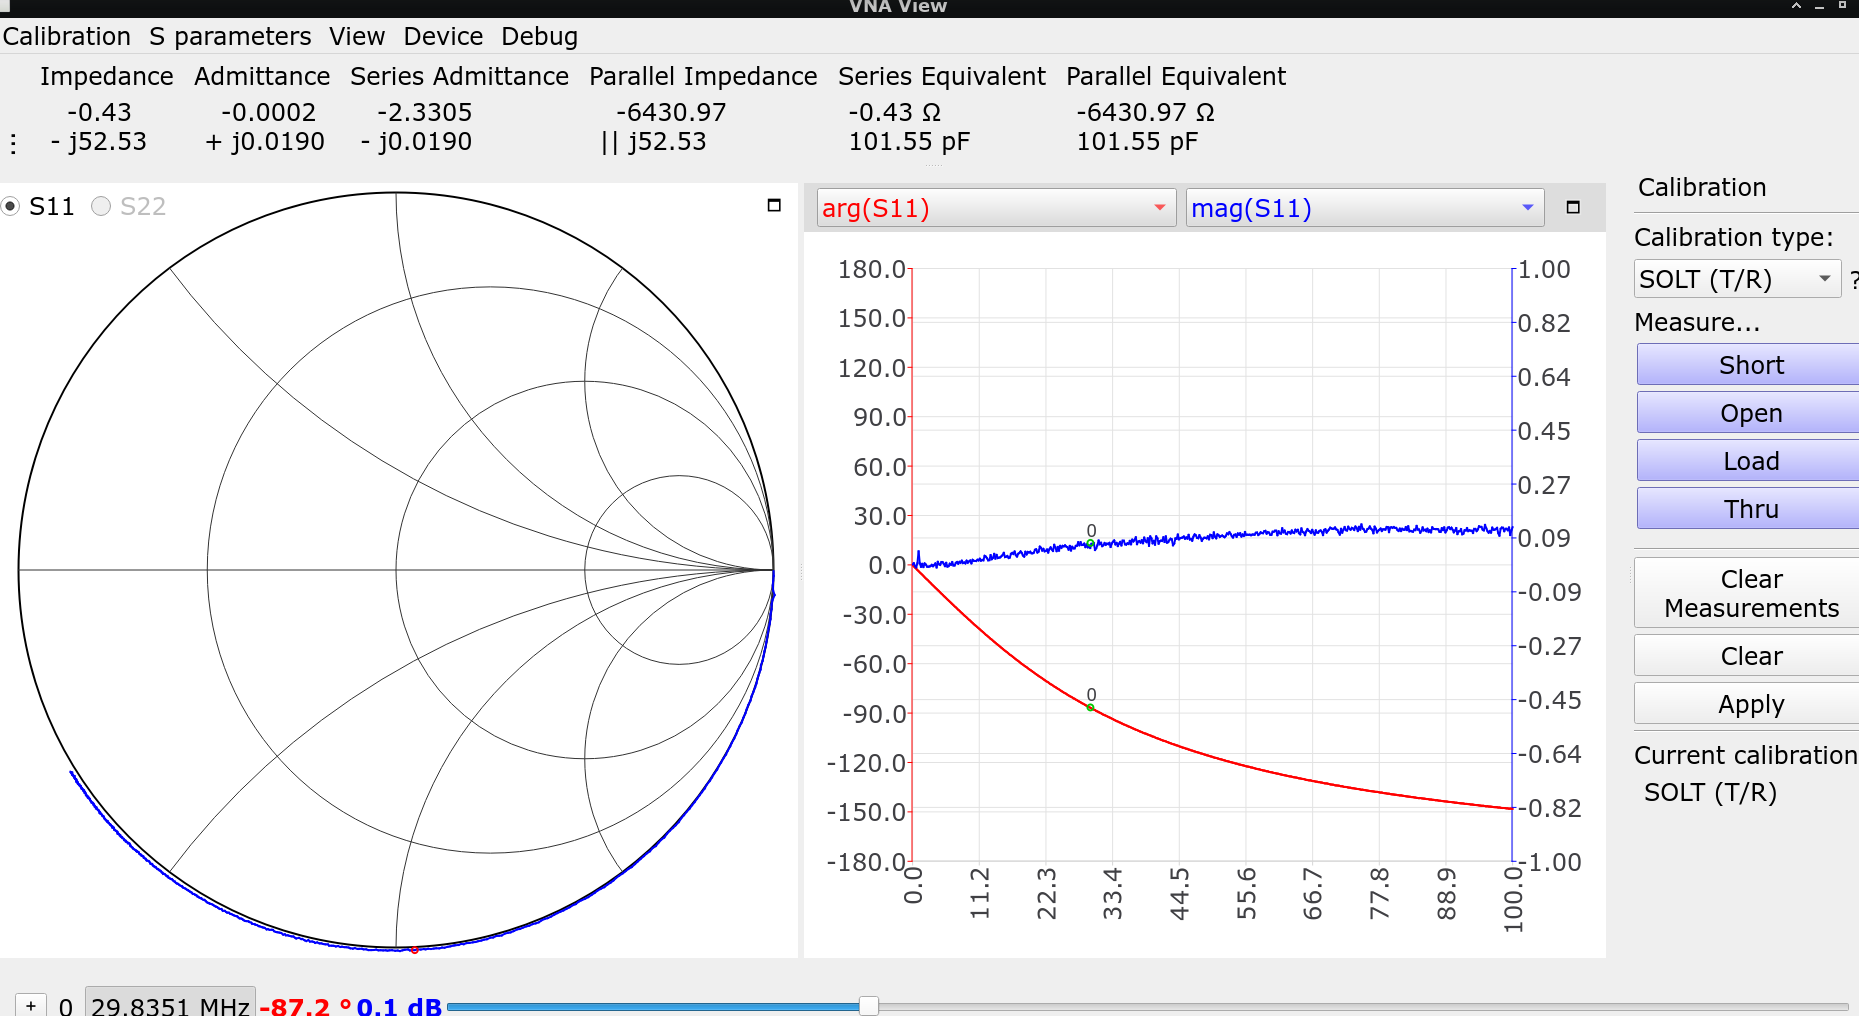 VNA View
Calibration S parameters View Device Debug
Impedance Admittance Series Admittance Parallel Impedance Series Equivalent Parallel Equivalent
-0.43 -0.0002 -2.3305 -6430.97 -0.43 Ω -6430.97 Ω
- j52.53 + j0.0190 - j0.0190 || j52.53 101.55 pF 101.55 pF
S11 S22
arg(S11) mag(S11)
180.0 1.00
150.0 0.82
120.0 0.64
90.0 0.45
60.0 0.27
30.0 0.09
0.0 -0.09
-30.0 -0.27
-60.0 -0.45
-90.0 -0.64
-120.0 -0.82
-150.0 -1.00
-180.0
0
0
0.0 11.2 22.3 33.4 44.5 55.6 66.7 77.8 88.9 100.0
Calibration
Calibration type:
SOLT (T/R) ?
Measure...
Short
Open
Load
Thru
Clear
Measurements
Clear
Apply
Current calibration
SOLT (T/R)
+ 0 29.8351 MHz -87.2 ° 0.1 dB